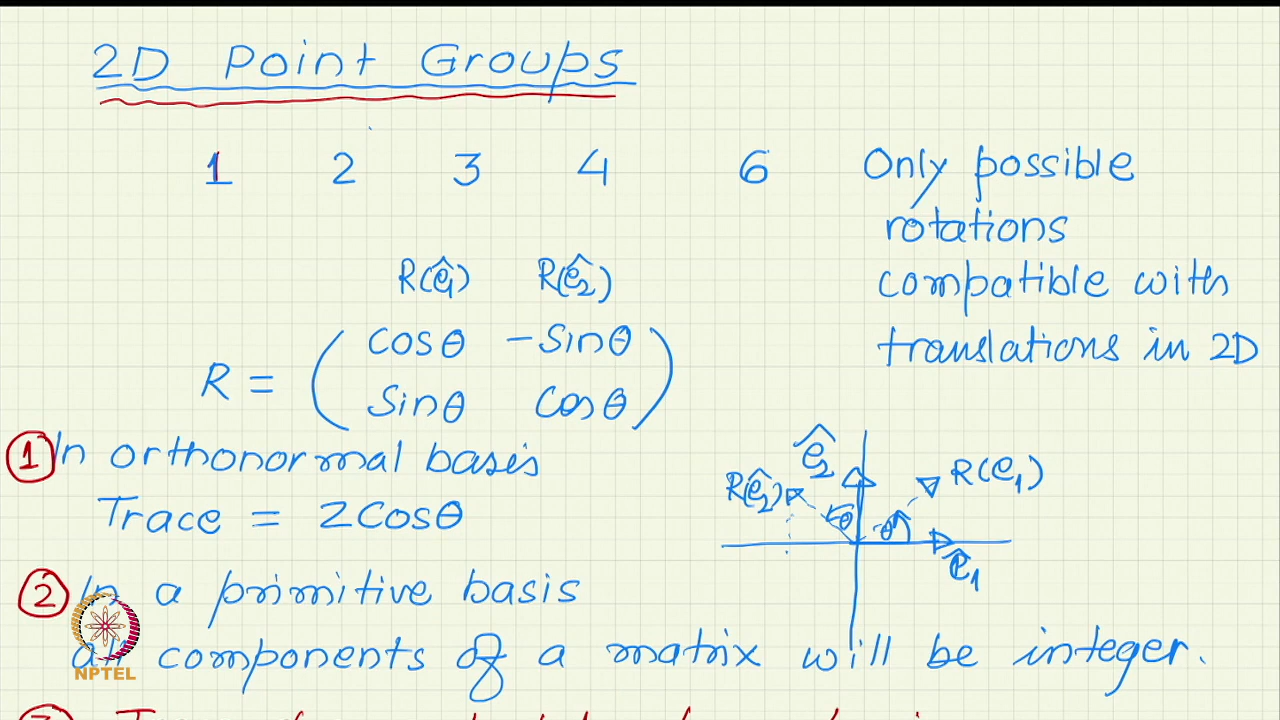 2D Point Groups
1 2 3 4 6 Only possible
rotations
compatible with
translations in 2D
R(ê₁) R(ê₂)
R = ( cosθ -Sinθ
Sinθ Cosθ )
① In orthonormal basis
Trace = 2Cosθ
ê₂
R(ê₂)
R(e₁)
θ θ
ê₁
② In a primitive basis
all components of a matrix will be integer.
NPTEL